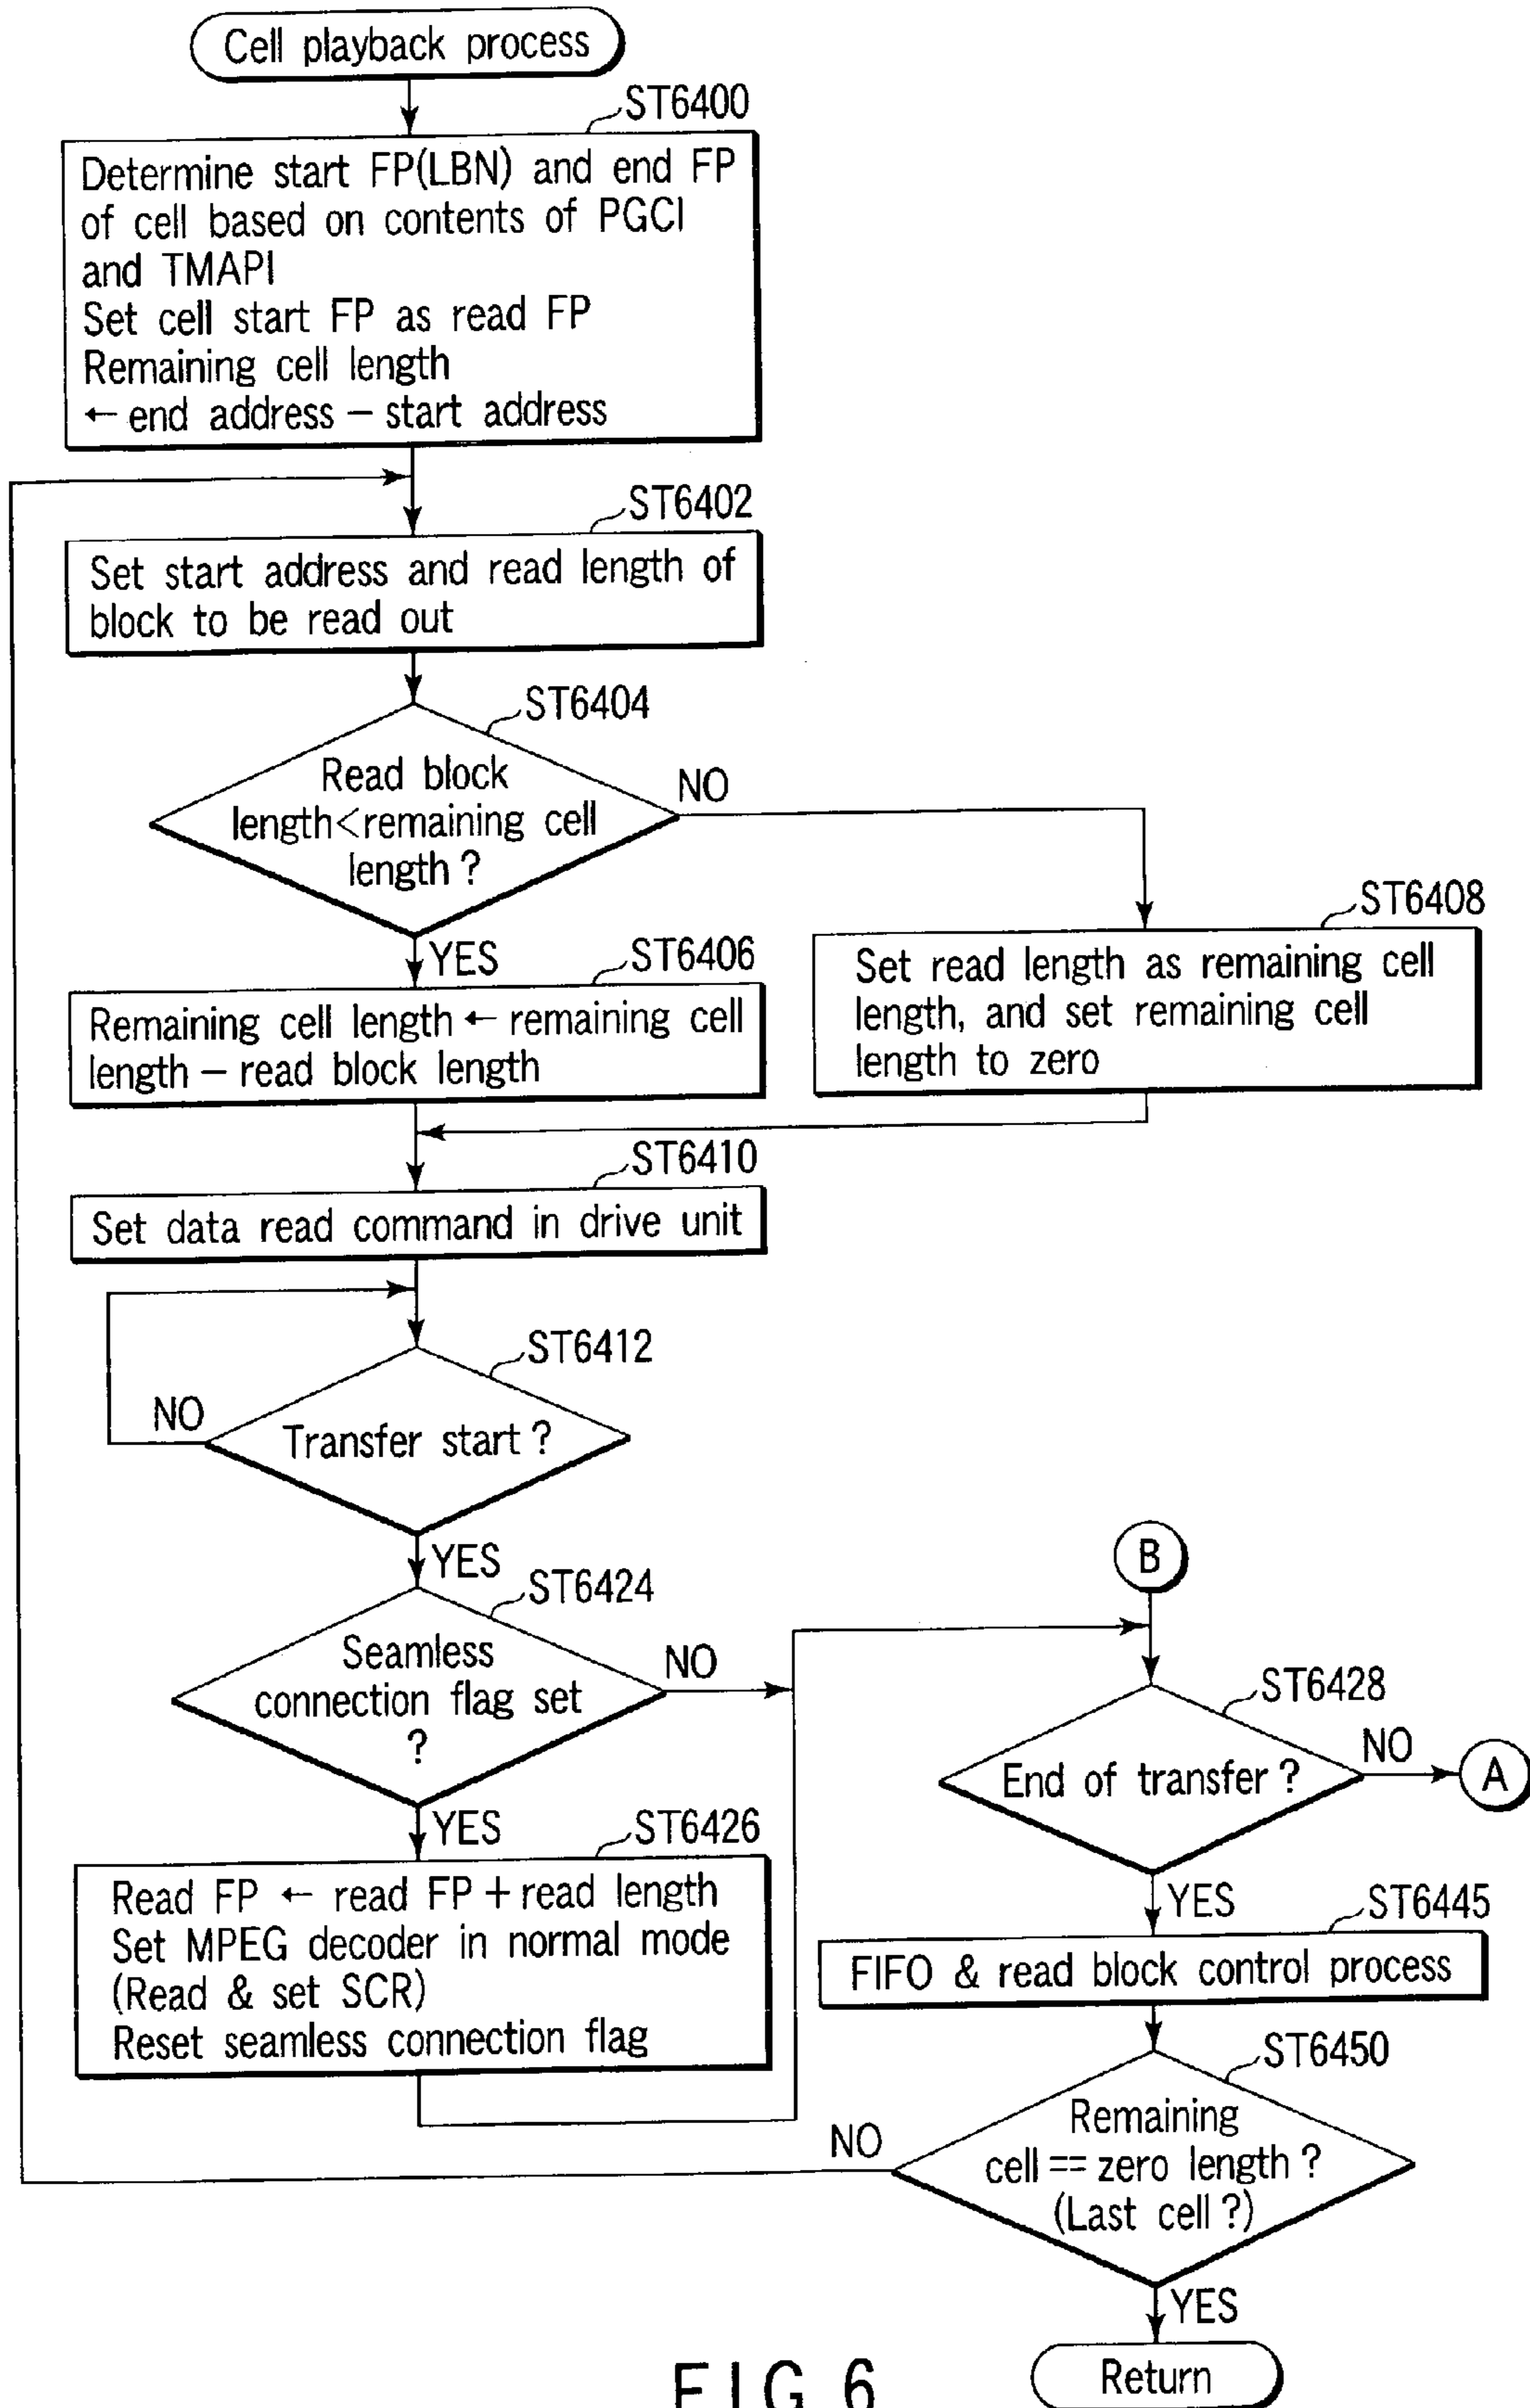 Cell playback process
ST6400
Determine start FP(LBN) and end FP
of cell based on contents of PGCI
and TMAPI
Set cell start FP as read FP
Remaining cell length
← end address − start address
ST6402
Set start address and read length of
block to be read out
ST6404
Read block
length<remaining cell
length?
NO
YES
ST6406
Remaining cell length ← remaining cell
length − read block length
ST6408
Set read length as remaining cell
length, and set remaining cell
length to zero
ST6410
Set data read command in drive unit
ST6412
Transfer start?
NO
YES
ST6424
Seamless
connection flag set
?
NO
YES
ST6426
Read FP ← read FP + read length
Set MPEG decoder in normal mode
(Read & set SCR)
Reset seamless connection flag
B
ST6428
End of transfer?
NO
A
YES
ST6445
FIFO & read block control process
ST6450
Remaining
cell == zero length?
(Last cell?)
NO
YES
Return
FIG. 6